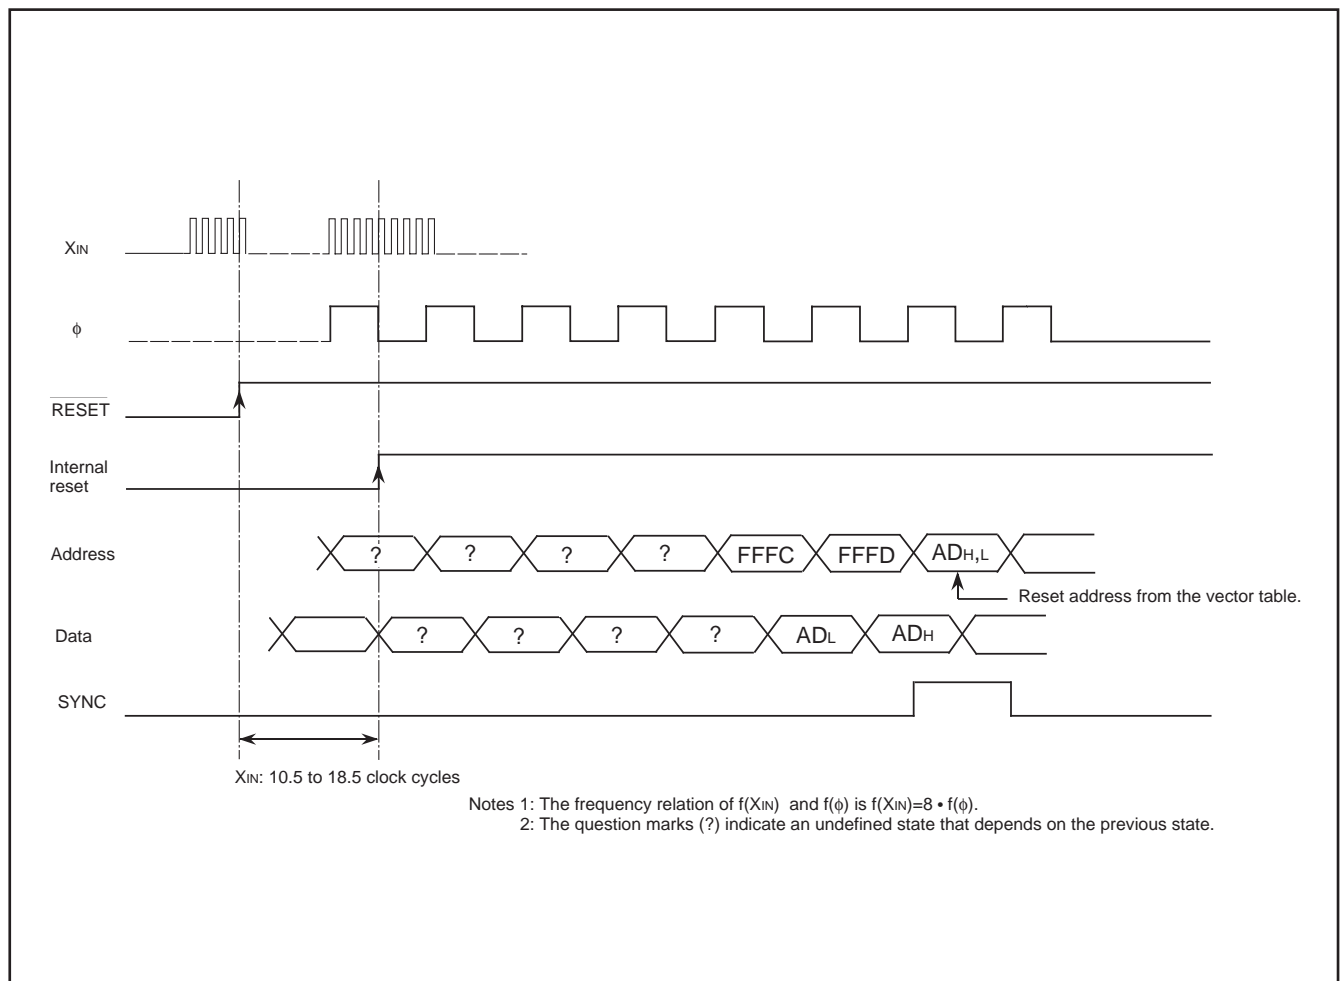 XIN
ϕ
RESET
Internal
reset
Address
? ? ? ? FFFC FFFD ADH,L
Reset address from the vector table.
Data
? ? ? ? ADL ADH
SYNC
XIN: 10.5 to 18.5 clock cycles
Notes 1: The frequency relation of f(XIN) and f(ϕ) is f(XIN)=8 • f(ϕ).
2: The question marks (?) indicate an undefined state that depends on the previous state.